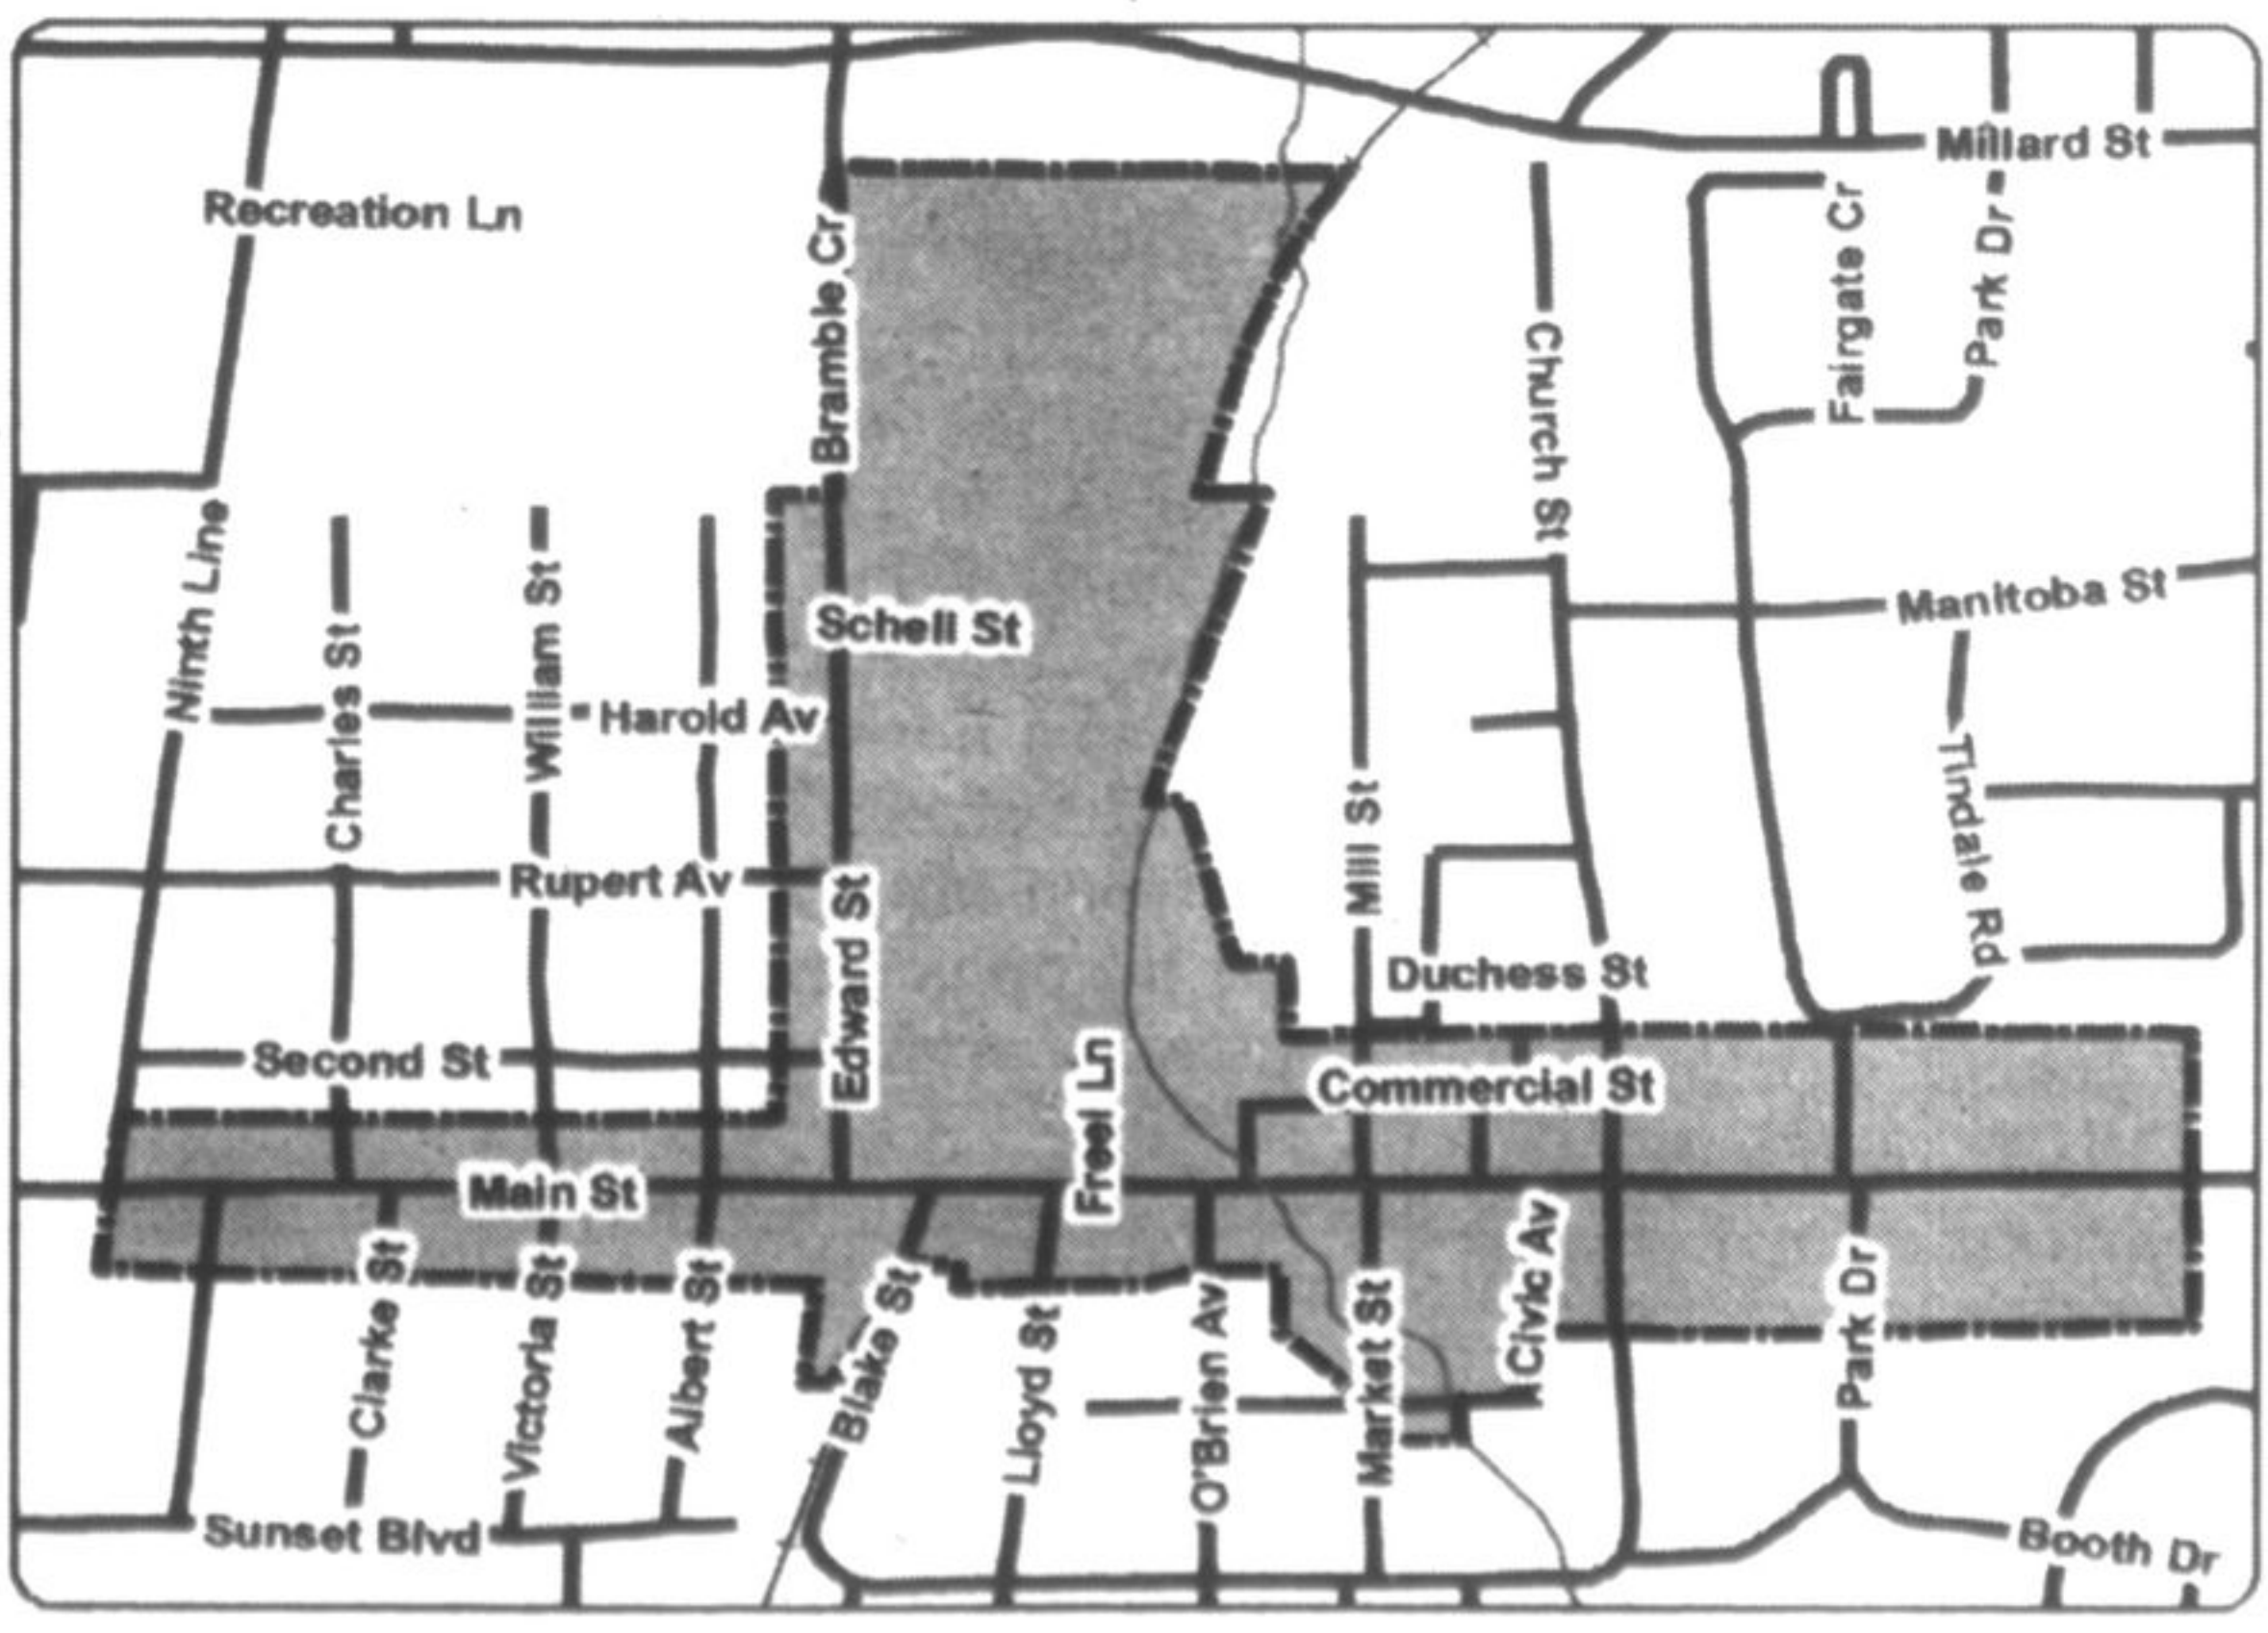 Millard St
Recreation Ln
Bramble Cr
Fairgate Cr
Park Dr
Church St
Ninth Line
Charles St
William St
Schell St
Manitoba St
Harold Av
Tindale Rd
Mill St
Rupert Av
Edward St
Duchess St
Second St
Freel Ln
Commercial St
Main St
Clarke St
Victoria St
Albert St
Blake St
Lloyd St
O'Brien Av
Market St
Civic Av
Park Dr
Sunset Blvd
Booth Dr